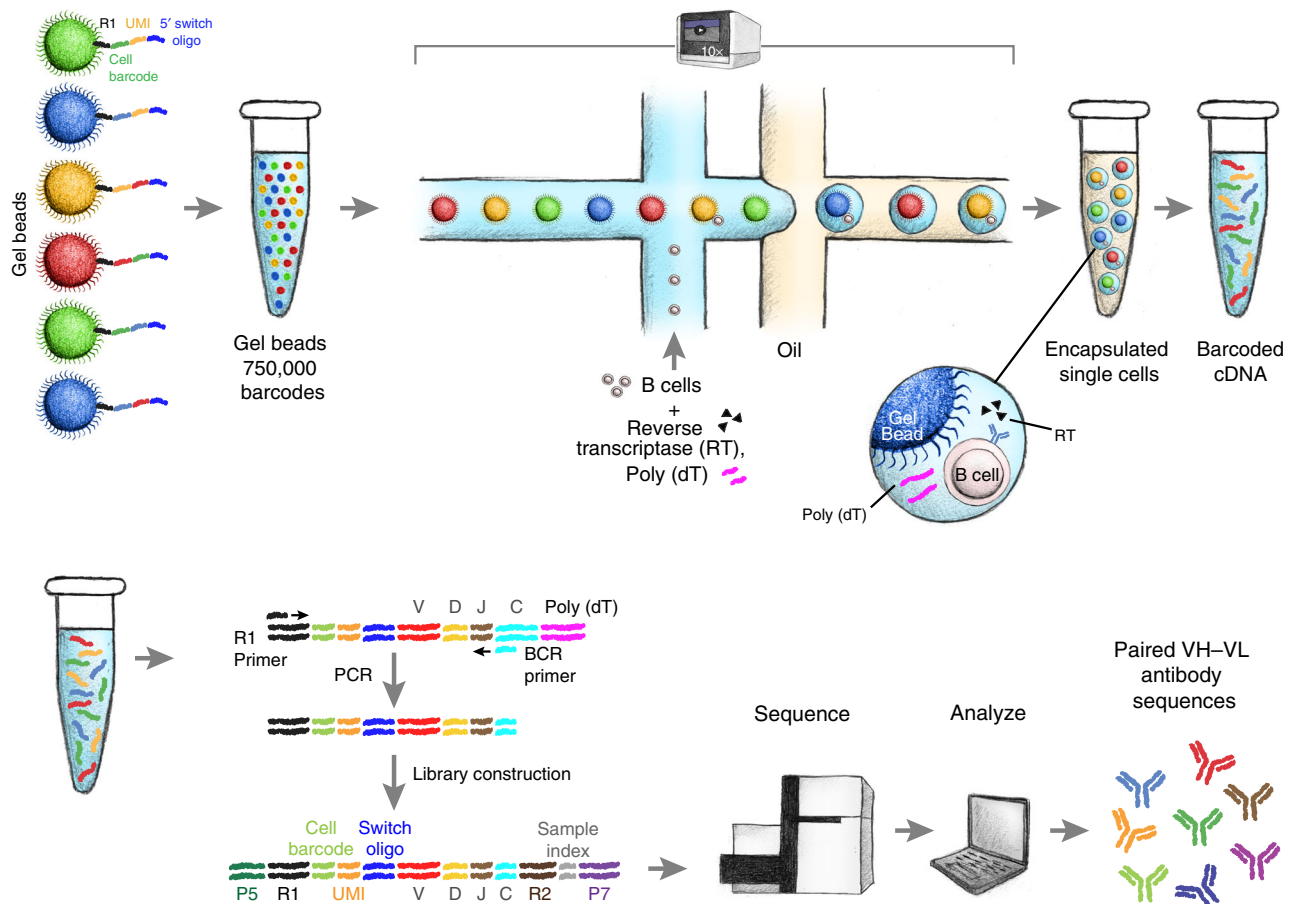 R1 UMI 5′ switch
oligo
Cell
barcode
Gel beads
10×
Gel beads
750,000
barcodes
Oil
B cells
+
Reverse
transcriptase (RT),
Poly (dT)
Encapsulated
single cells
Barcoded
cDNA
Gel
Bead
RT
B cell
Poly (dT)
V D J C Poly (dT)
R1
Primer
BCR
primer
PCR
Library construction
Cell
barcode
Switch
oligo
Sample
index
P5 R1 UMI V D J C R2 P7
Sequence
Analyze
Paired VH–VL
antibody
sequences